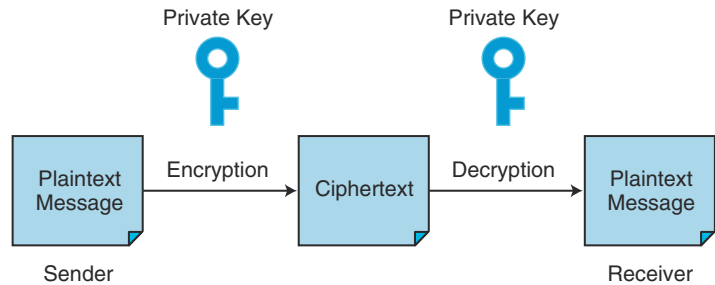 Private Key
Private Key
Plaintext
Message
Encryption
Ciphertext
Decryption
Plaintext
Message
Sender
Receiver